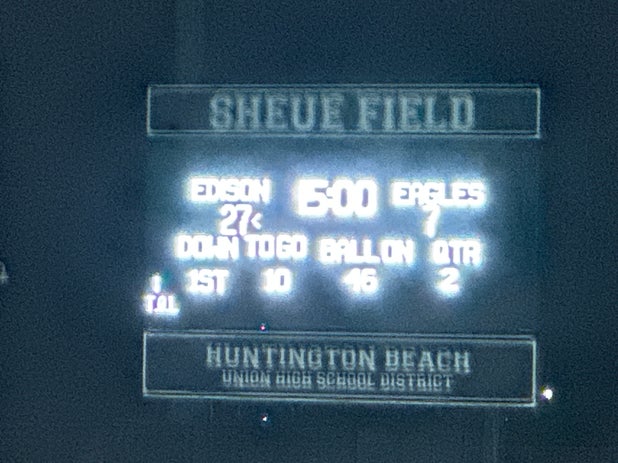 SHEUE FIELD
EDISON 15:00 EAGLES
27< 7
DOWN TO GO BALL ON QTR
1ST 10 46 2
HUNTINGTON BEACH
UNION HIGH SCHOOL DISTRICT